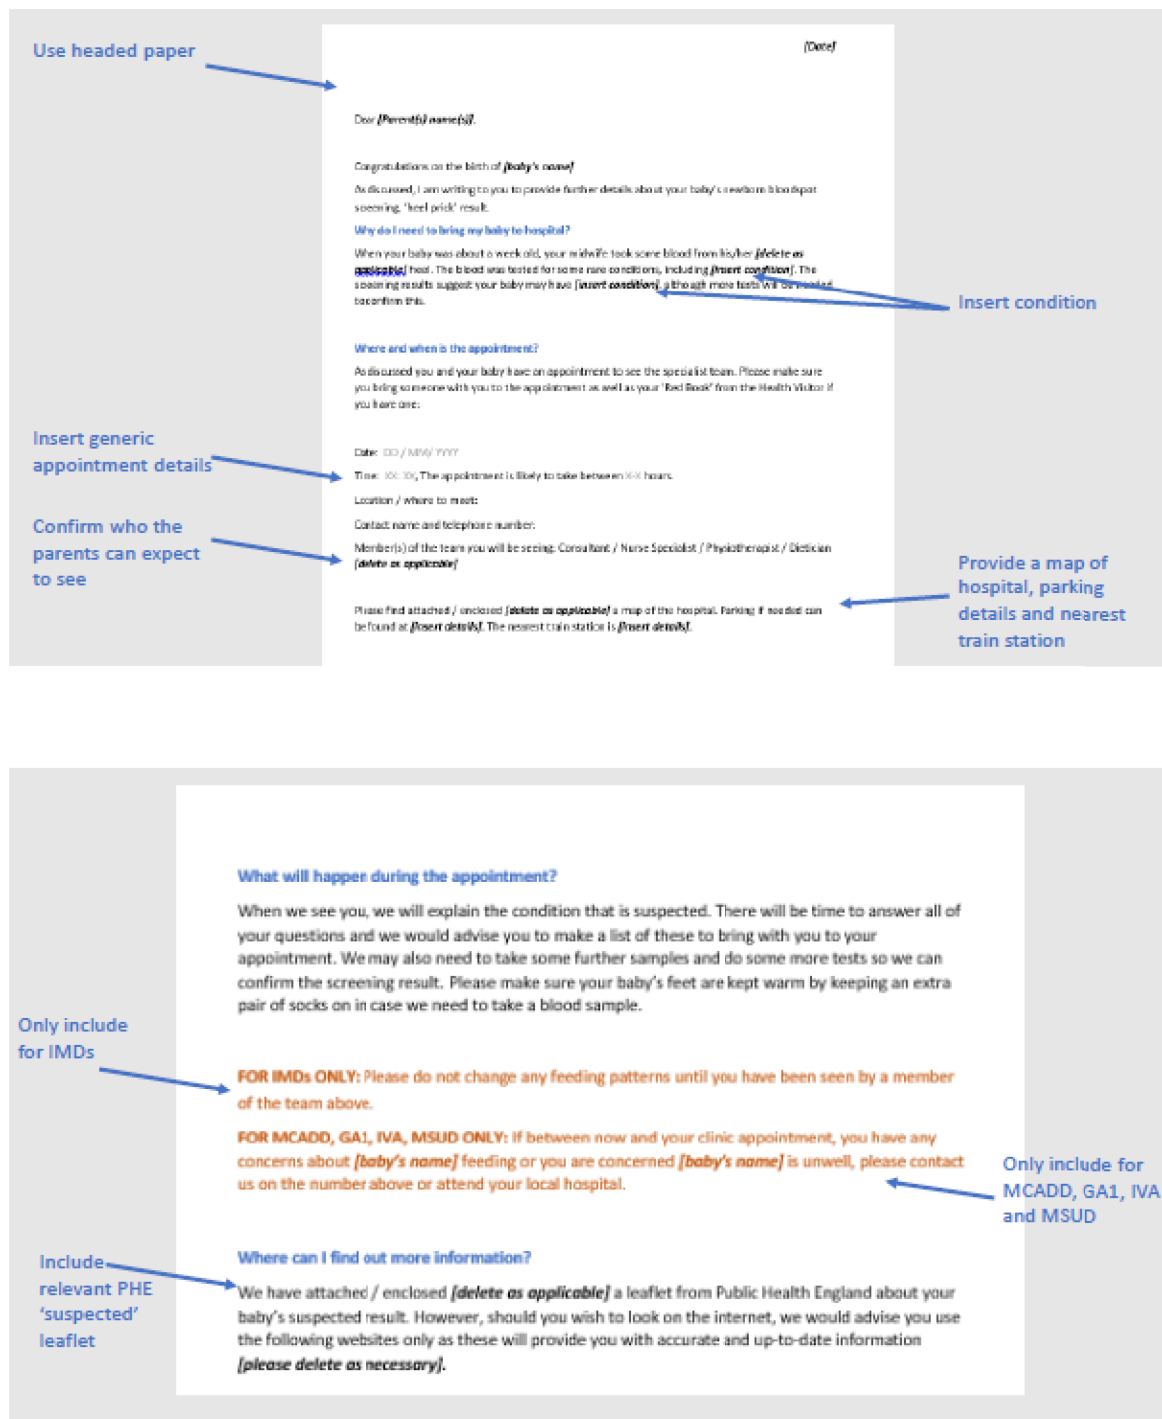 Use headed paper
[Date]
Dear [Parent(s) name(s)].
Congratulations on the birth of [baby's name]
As discussed, I am writing to you to provide further details about your baby's newborn bloodspot
screening, 'heel prick' result.
Why do I need to bring my baby to hospital?
When your baby was about a week old, your midwife took some blood from his/her [delete as
applicable] heel. The blood was tested for some rare conditions, including [insert condition]. The
screening results suggest your baby may have [insert condition], although more tests will be needed
to confirm this.
Insert condition
Where and when is the appointment?
As discussed you and your baby have an appointment to see the specialist team. Please make sure
you bring someone with you to the appointment as well as your 'Red Book' from the Health Visitor if
you have one:
Insert generic
appointment details
Date: DD / MM/ YYYY
Time: XX: XX, The appointment is likely to take between X-X hours.
Location / where to meet:
Contact name and telephone number:
Confirm who the
parents can expect
to see
Member(s) of the team you will be seeing: Consultant / Nurse Specialist / Physiotherapist / Dietician
[delete as applicable]
Provide a map of
hospital, parking
details and nearest
train station
Please find attached / enclosed [delete as applicable] a map of the hospital. Parking if needed can
be found at [insert details]. The nearest train station is [insert details].
What will happen during the appointment?
When we see you, we will explain the condition that is suspected. There will be time to answer all of
your questions and we would advise you to make a list of these to bring with you to your
appointment. We may also need to take some further samples and do some more tests so we can
confirm the screening result. Please make sure your baby's feet are kept warm by keeping an extra
pair of socks on in case we need to take a blood sample.
Only include
for IMDs
FOR IMDs ONLY: Please do not change any feeding patterns until you have been seen by a member
of the team above.
FOR MCADD, GA1, IVA, MSUD ONLY: If between now and your clinic appointment, you have any
concerns about [baby's name] feeding or you are concerned [baby's name] is unwell, please contact
us on the number above or attend your local hospital.
Only include for
MCADD, GA1, IVA
and MSUD
Where can I find out more information?
Include
relevant PHE
'suspected'
leaflet
We have attached / enclosed [delete as applicable] a leaflet from Public Health England about your
baby's suspected result. However, should you wish to look on the internet, we would advise you use
the following websites only as these will provide you with accurate and up-to-date information
[please delete as necessary].